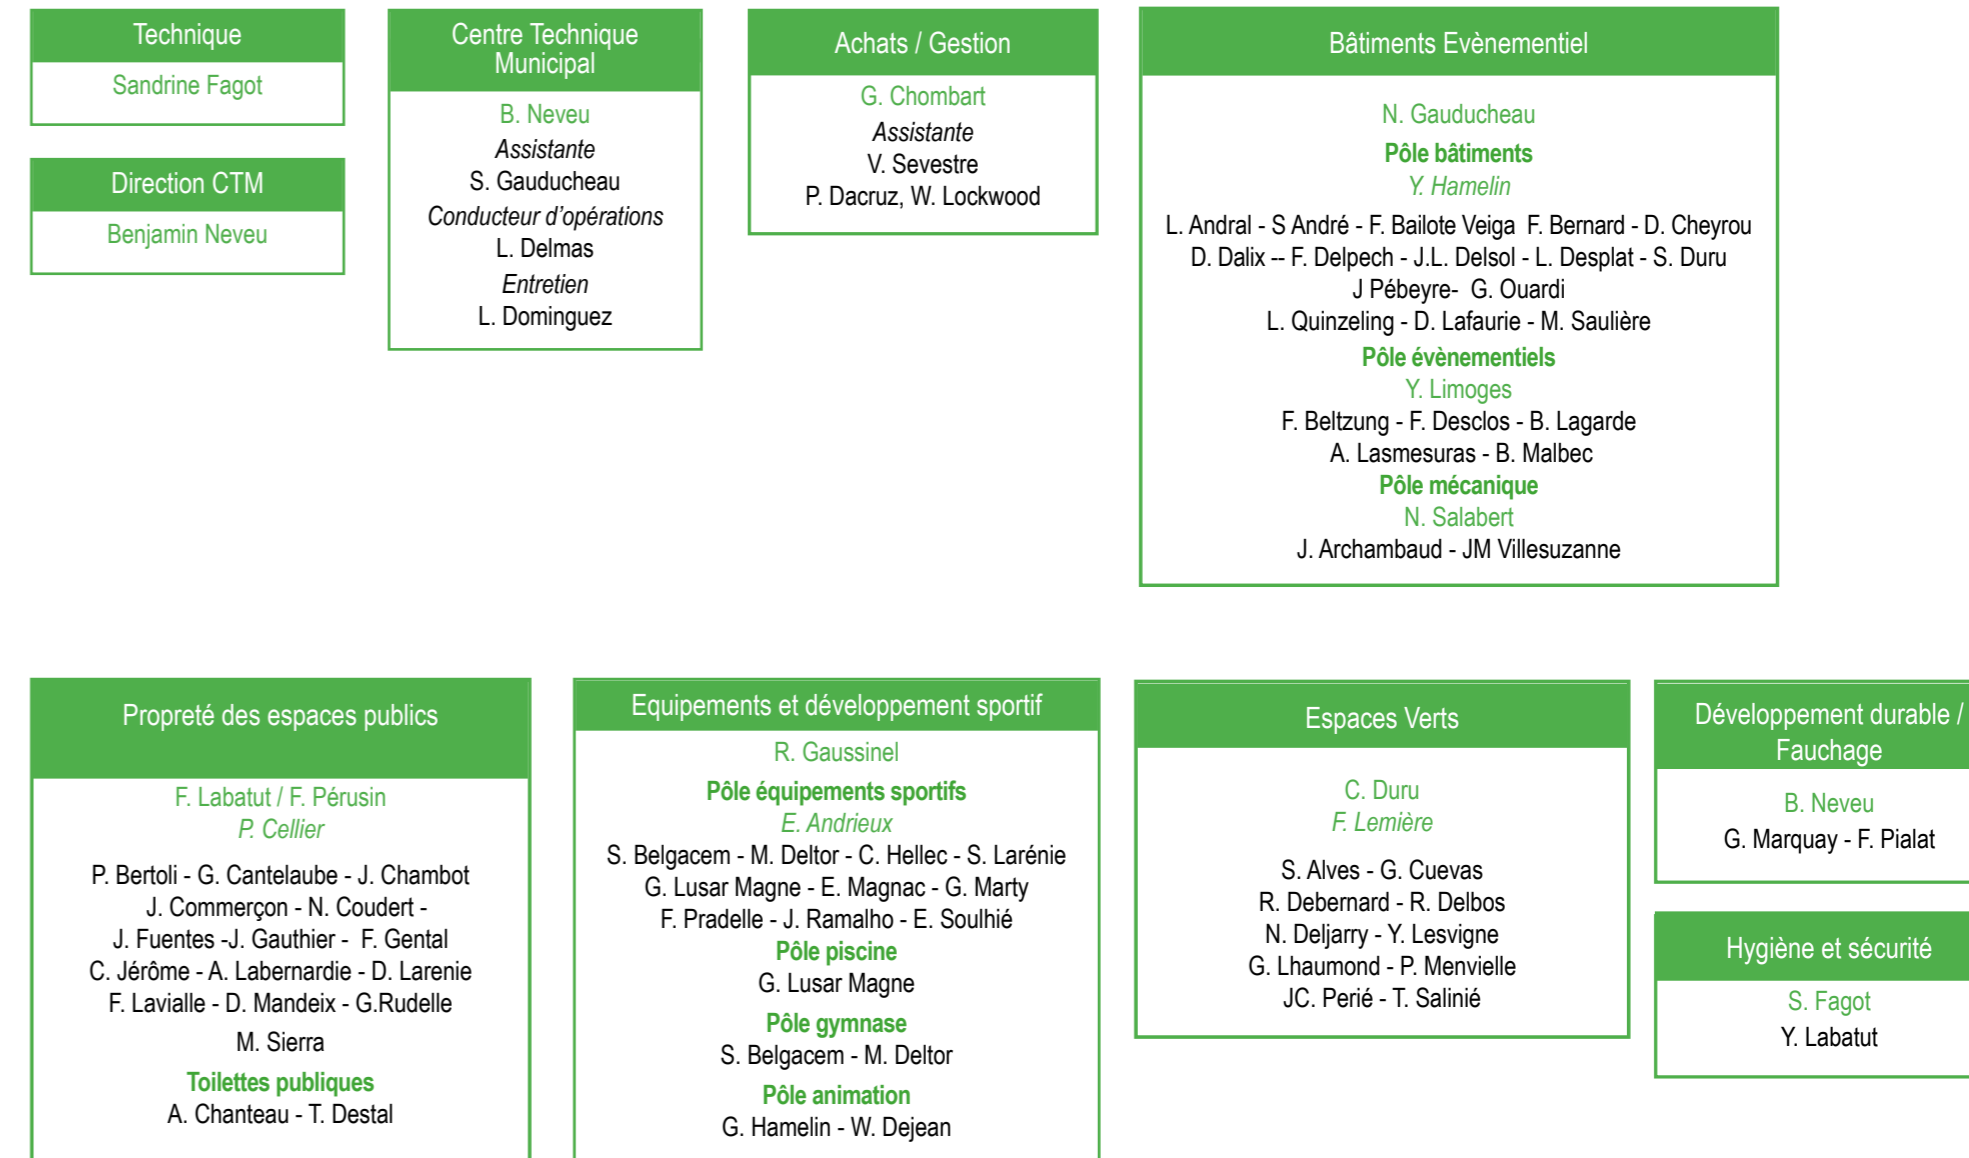 Technique
Sandrine Fagot
Direction CTM
Benjamin Neveu
Centre Technique
Municipal
B. Neveu
Assistante
S. Gauducheau
Conducteur d'opérations
L. Delmas
Entretien
L. Dominguez
Achats / Gestion
G. Chombart
Assistante
V. Sevestre
P. Dacruz, W. Lockwood
Bâtiments Evènementiel
N. Gauducheau
Pôle bâtiments
Y. Hamelin
L. Andral - S André - F. Bailote Veiga  F. Bernard - D. Cheyrou
D. Dalix -- F. Delpech - J.L. Delsol - L. Desplat - S. Duru
J Pébeyre-  G. Ouardi
L. Quinzeling - D. Lafaurie - M. Saulière
Pôle évènementiels
Y. Limoges
F. Beltzung - F. Desclos - B. Lagarde
A. Lasmesuras - B. Malbec
Pôle mécanique
N. Salabert
J. Archambaud - JM Villesuzanne
Propreté des espaces publics
F. Labatut / F. Pérusin
P. Cellier
P. Bertoli - G. Cantelaube - J. Chambot
J. Commerçon - N. Coudert -
J. Fuentes -J. Gauthier -  F. Gental
C. Jérôme - A. Labernardie - D. Larenie
F. Lavialle - D. Mandeix - G.Rudelle
M. Sierra
Toilettes publiques
A. Chanteau - T. Destal
Equipements et développement sportif
R. Gaussinel
Pôle équipements sportifs
E. Andrieux
S. Belgacem - M. Deltor - C. Hellec - S. Larénie
G. Lusar Magne - E. Magnac - G. Marty
F. Pradelle - J. Ramalho - E. Soulhié
Pôle piscine
G. Lusar Magne
Pôle gymnase
S. Belgacem - M. Deltor
Pôle animation
G. Hamelin - W. Dejean
Espaces Verts
C. Duru
F. Lemière
S. Alves - G. Cuevas
R. Debernard - R. Delbos
N. Deljarry - Y. Lesvigne
G. Lhaumond - P. Menvielle
JC. Perié - T. Salinié
Développement durable /
Fauchage
B. Neveu
G. Marquay - F. Pialat
Hygiène et sécurité
S. Fagot
Y. Labatut